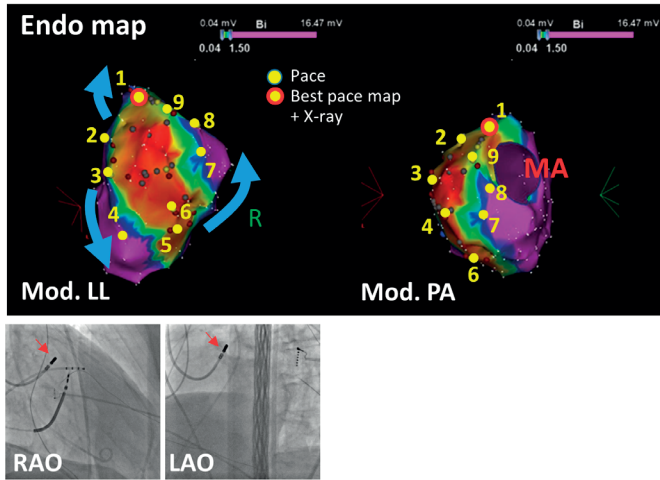 Endo map
0.04 mV Bi 16.47 mV
0.04 1.50
0.04 mV Bi 16.47 mV
0.04 1.50
Pace
Best pace map
+ X-ray
1
9
8
2
7
3
4
6
5
R
Mod. LL
1
2
9
MA
3
8
4
7
6
Mod. PA
RAO
LAO